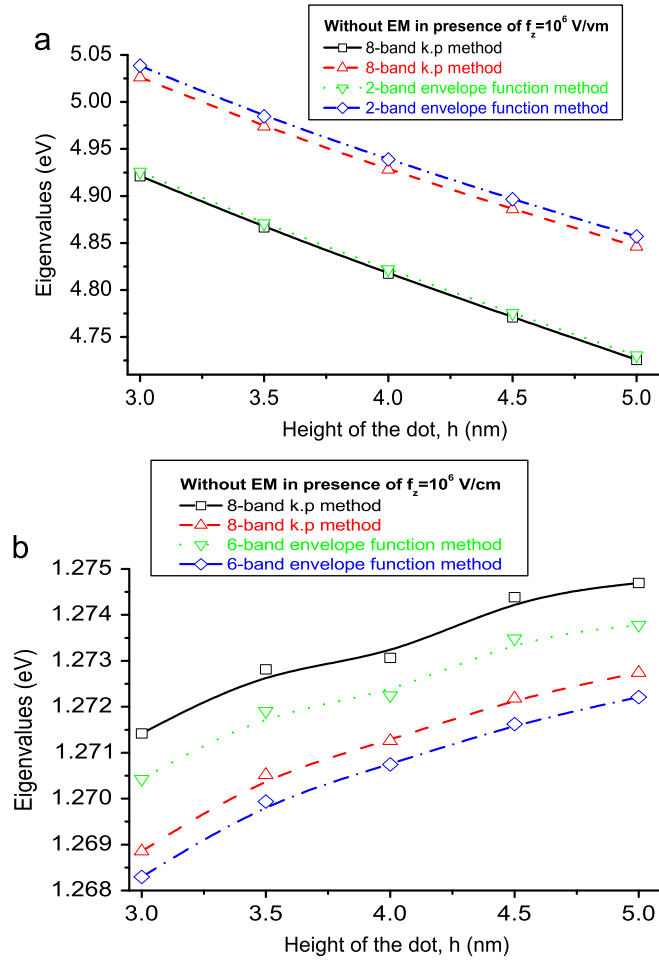 a
Without EM in presence of f_z=10^6 V/vm
8-band k.p method
8-band k.p method
2-band envelope function method
2-band envelope function method
5.05
5.00
4.95
4.90
4.85
4.80
4.75
Eigenvalues (eV)
3.0 3.5 4.0 4.5 5.0
Height of the dot, h (nm)
b
Without EM in presence of f_z=10^6 V/cm
8-band k.p method
8-band k.p method
6-band envelope function method
6-band envelope function method
1.275
1.274
1.273
1.272
1.271
1.270
1.269
1.268
Eigenvalues (eV)
3.0 3.5 4.0 4.5 5.0
Height of the dot, h (nm)